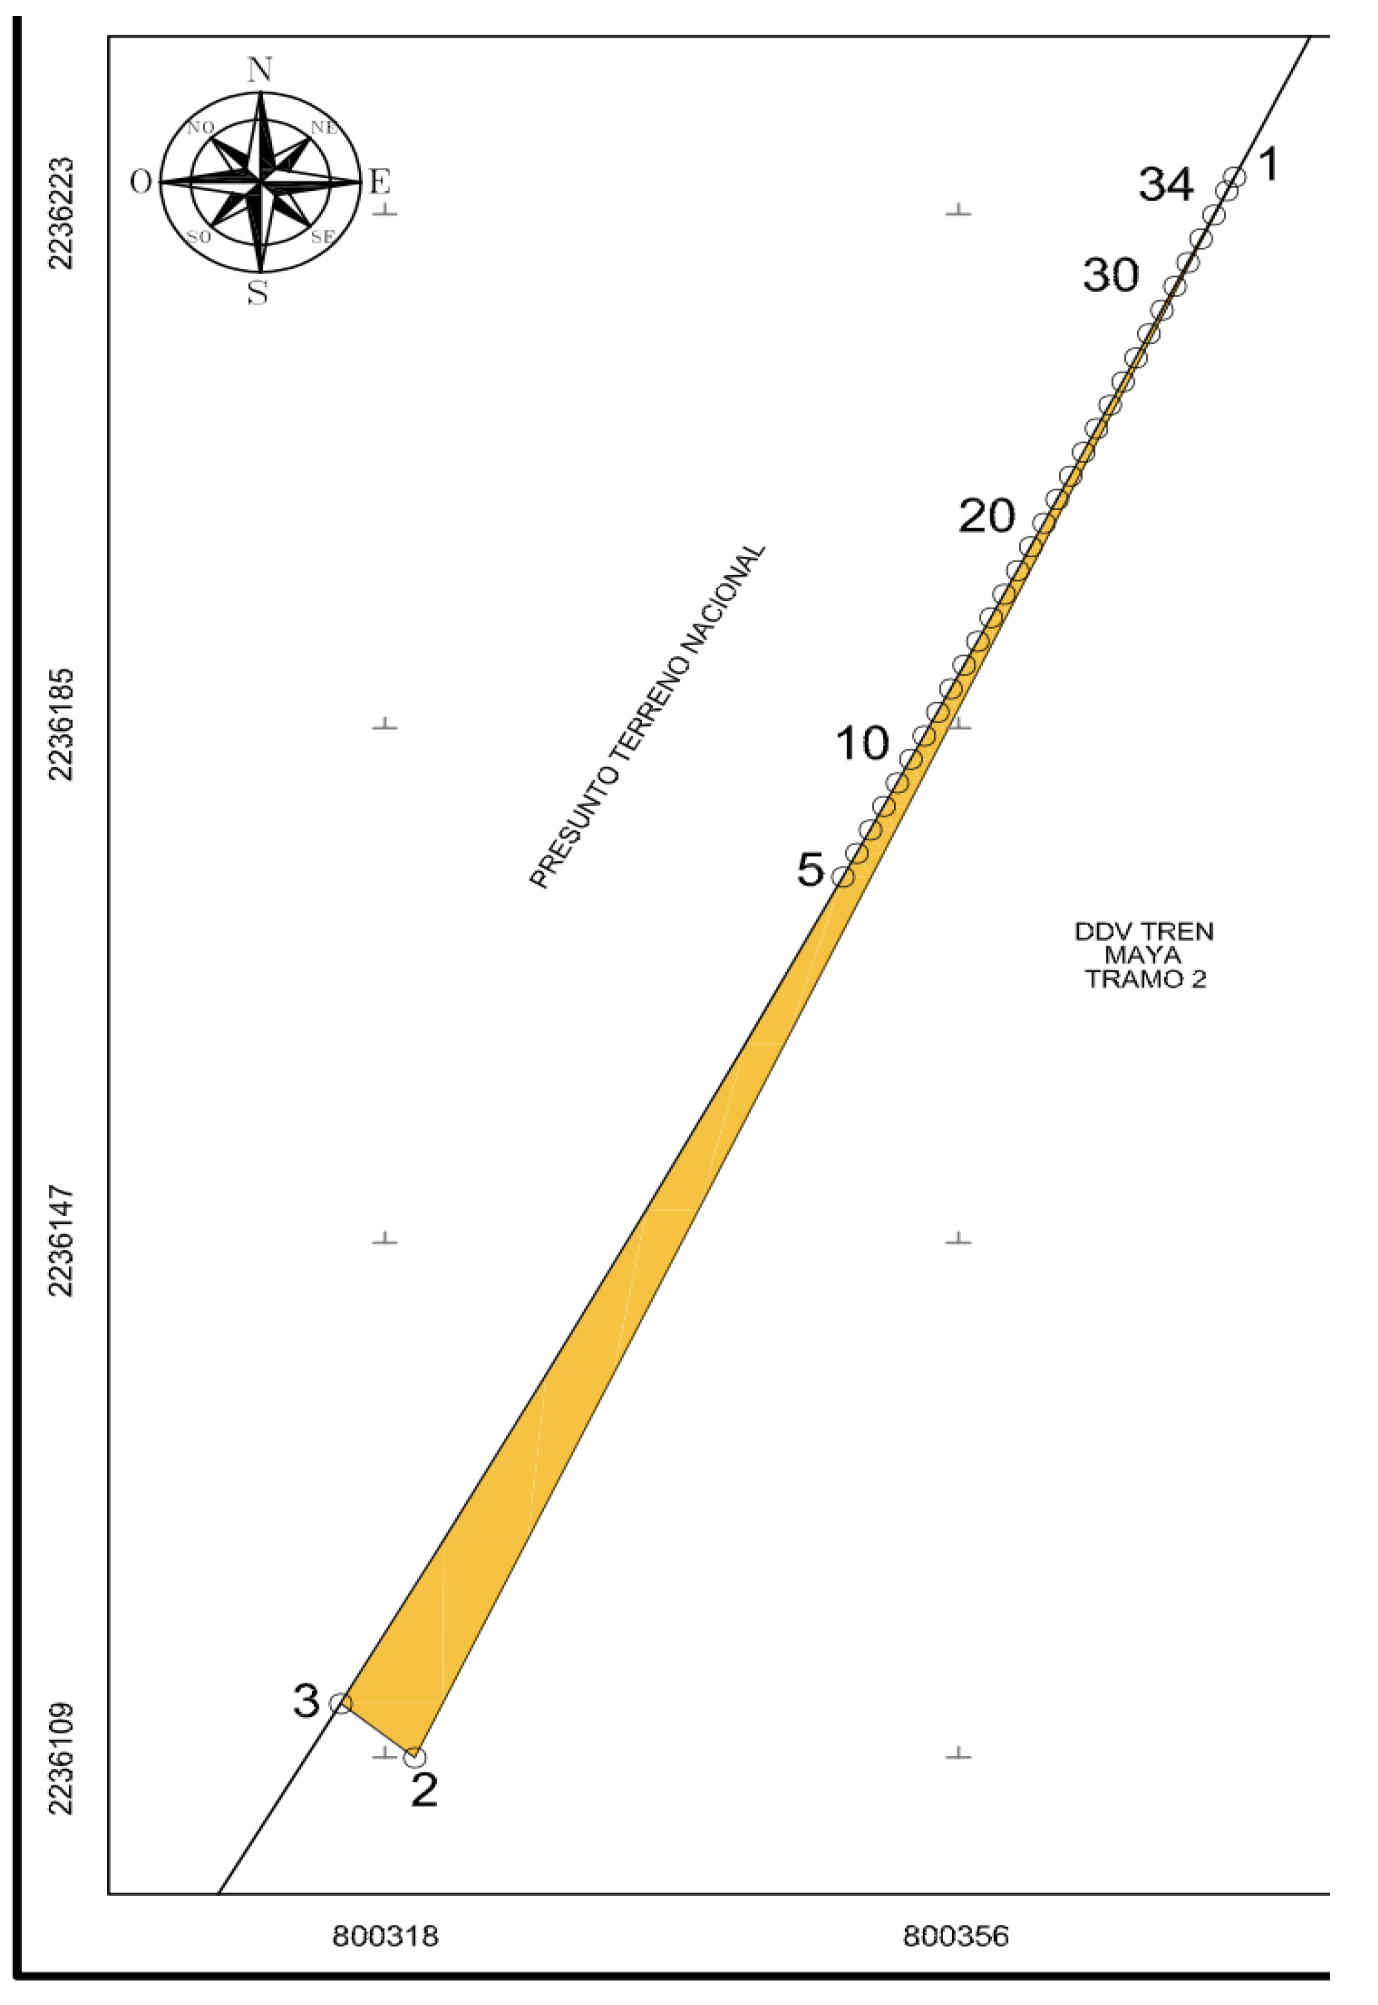 N
NO
NE
O
E
SO
SE
S
2236223
34
1
30
20
PRESUNTO TERRENO NACIONAL
2236185
10
5
DDV TREN
MAYA
TRAMO 2
2236147
3
2236109
2
800318
800356